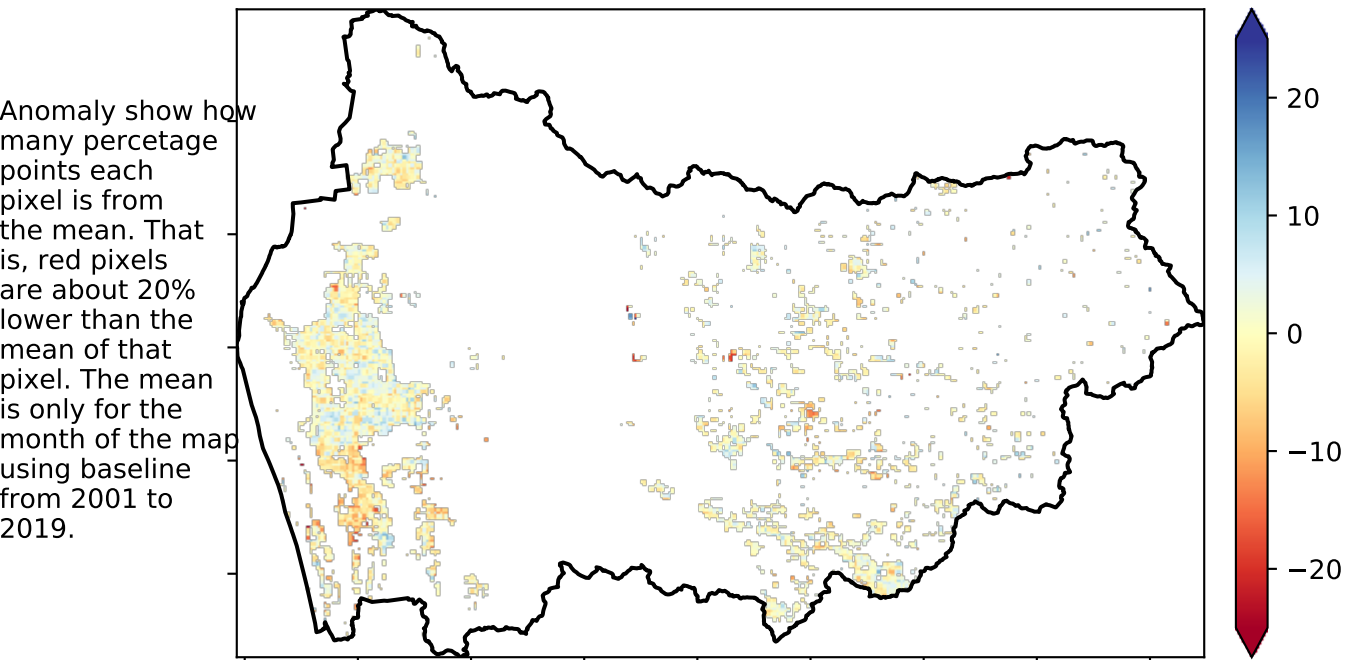 Anomaly show how
many percetage
points each
pixel is from
the mean. That
is, red pixels
are about 20%
lower than the
mean of that
pixel. The mean
is only for the
month of the map
using baseline
from 2001 to
2019.
20
10
0
−10
−20